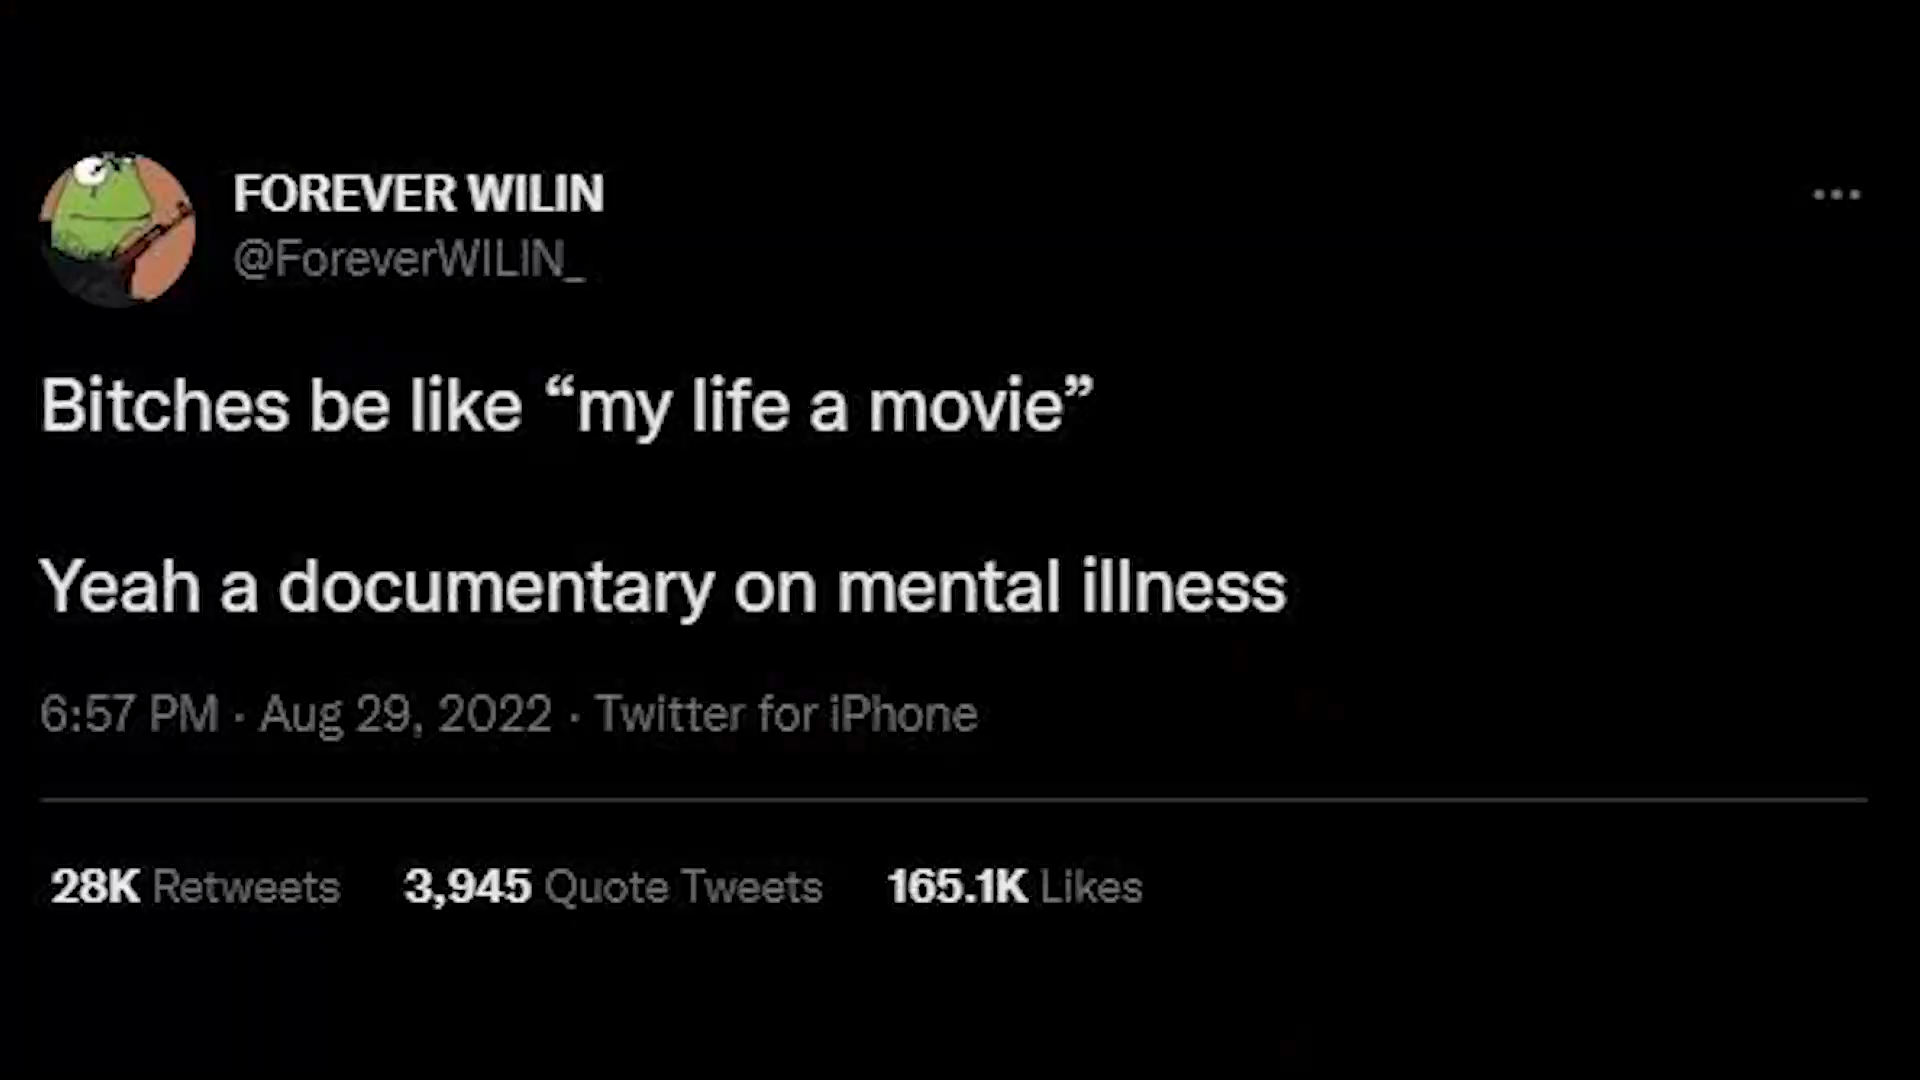 FOREVER WILIN
@ForeverWILIN_
Bitches be like “my life a movie”
Yeah a documentary on mental illness
6:57 PM · Aug 29, 2022 · Twitter for iPhone
28K Retweets 3,945 Quote Tweets 165.1K Likes